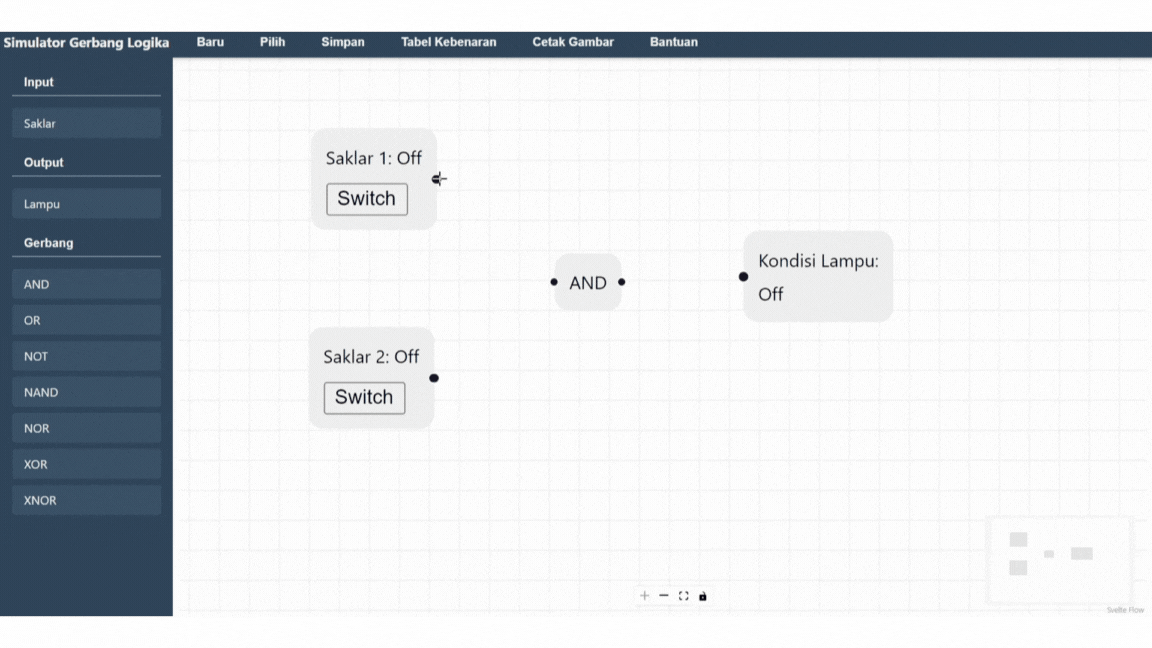 Simulator Gerbang Logika
Baru
Pilih
Simpan
Tabel Kebenaran
Cetak Gambar
Bantuan
Input
Saklar
Output
Lampu
Gerbang
AND
OR
NOT
NAND
NOR
XOR
XNOR
Saklar 1: Off
Switch
Saklar 2: Off
Switch
AND
Kondisi Lampu:
Off
Svelte Flow